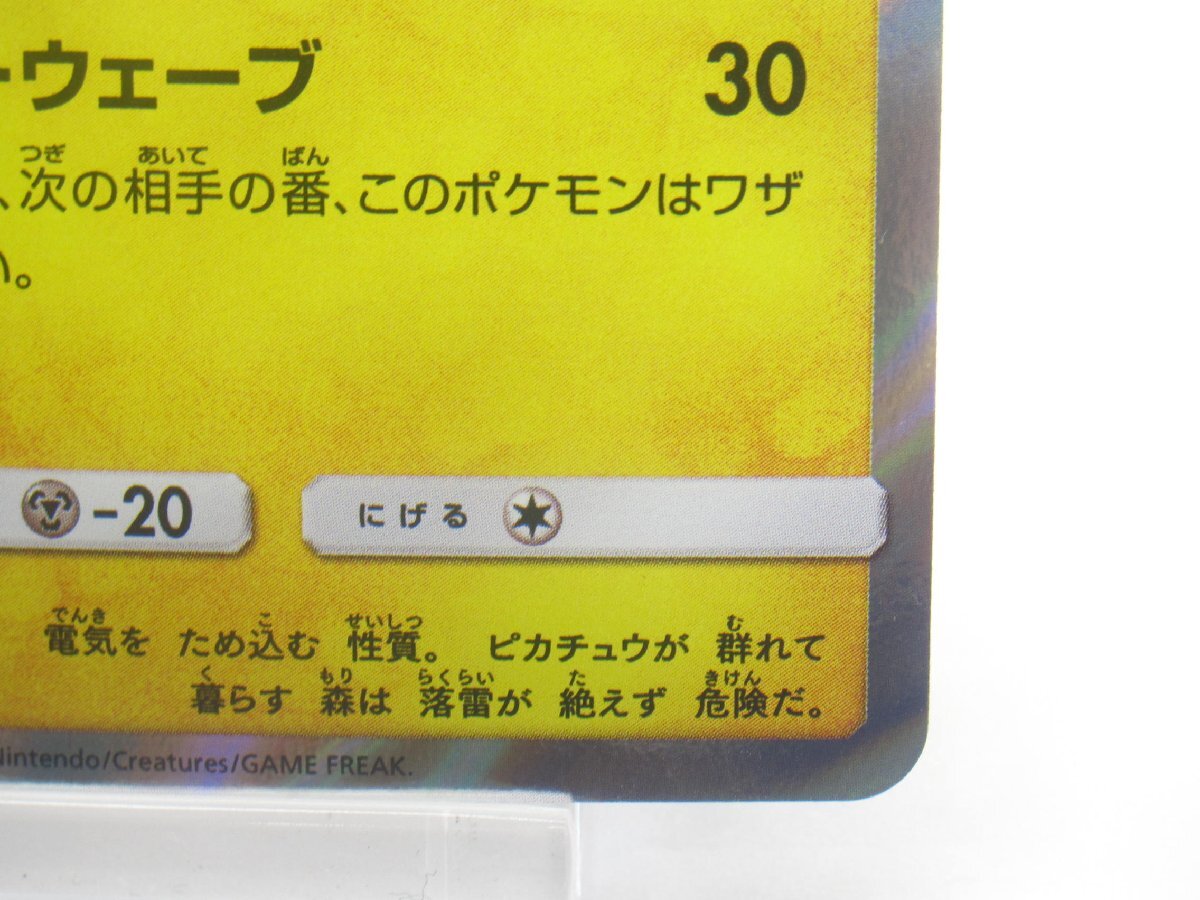 ーウェーブ 30
つぎ あいて ばん
、次の相手の番、このポケモンはワザ
い。
-20 にげる
でんき こ せいしつ む
電気を ため込む 性質。 ピカチュウが 群れて
く もり らくらい た きけん
暮らす 森は 落雷が 絶えず 危険だ。
Nintendo/Creatures/GAME FREAK.